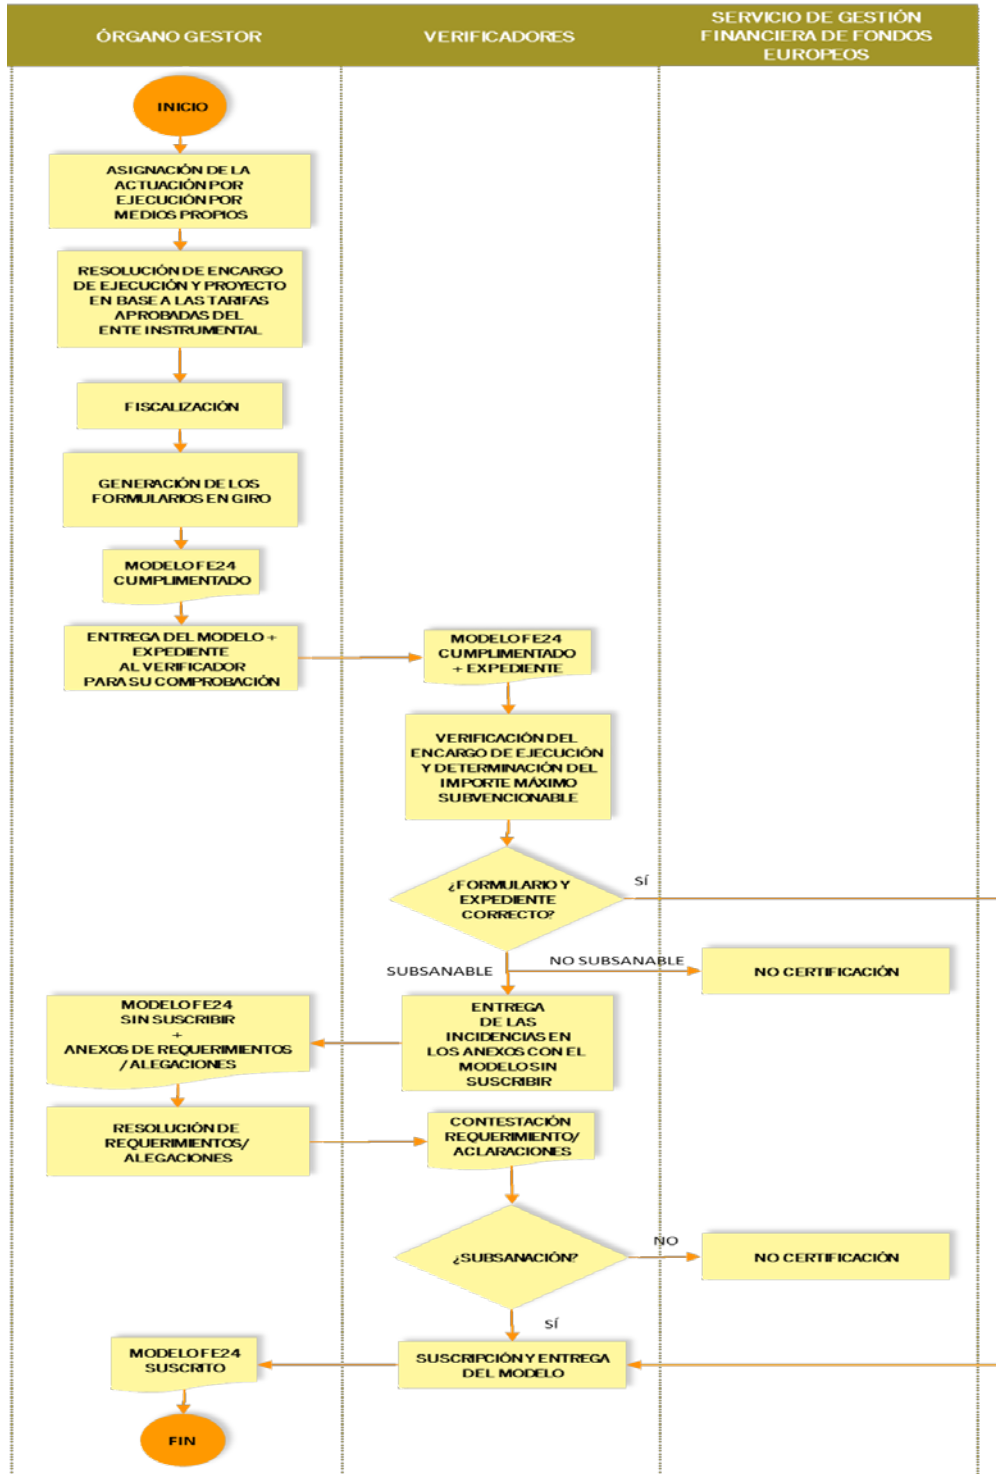 ÓRGANO GESTOR
VERIFICADORES
SERVICIO DE GESTIÓN
FINANCIERA DE FONDOS
EUROPEOS
INICIO
ASIGNACIÓN DE LA
ACTUACIÓN POR
EJECUCIÓN POR
MEDIOS PROPIOS
RESOLUCIÓN DE ENCARGO
DE EJECUCIÓN Y PROYECTO
EN BASE A LAS TARIFAS
APROBADAS DEL
ENTE INSTRUMENTAL
FISCALIZACIÓN
GENERACIÓN DE LOS
FORMULARIOS EN GIRO
MODELO FE24
CUMPLIMENTADO
ENTREGA DEL MODELO +
EXPEDIENTE
AL VERIFICADOR
PARA SU COMPROBACIÓN
MODELO FE24
CUMPLIMENTADO
+ EXPEDIENTE
VERIFICACIÓN DEL
ENCARGO DE EJECUCIÓN
Y DETERMINACIÓN DEL
IMPORTE MÁXIMO
SUBVENCIONABLE
¿FORMULARIO Y
EXPEDIENTE
CORRECTO?
SÍ
SUBSANABLE
NO SUBSANABLE
NO CERTIFICACIÓN
ENTREGA
DE LAS
INCIDENCIAS EN
LOS ANEXOS CON EL
MODELO SIN
SUSCRIBIR
MODELO FE24
SIN SUSCRIBIR
+
ANEXOS DE REQUERIMIENTOS
/ ALEGACIONES
RESOLUCIÓN DE
REQUERIMIENTOS/
ALEGACIONES
CONTESTACIÓN
REQUERIMIENTO/
ACLARACIONES
¿SUBSANACIÓN?
NO
NO CERTIFICACIÓN
SÍ
SUSCRIPCIÓN Y ENTREGA
DEL MODELO
MODELO FE24
SUSCRITO
FIN